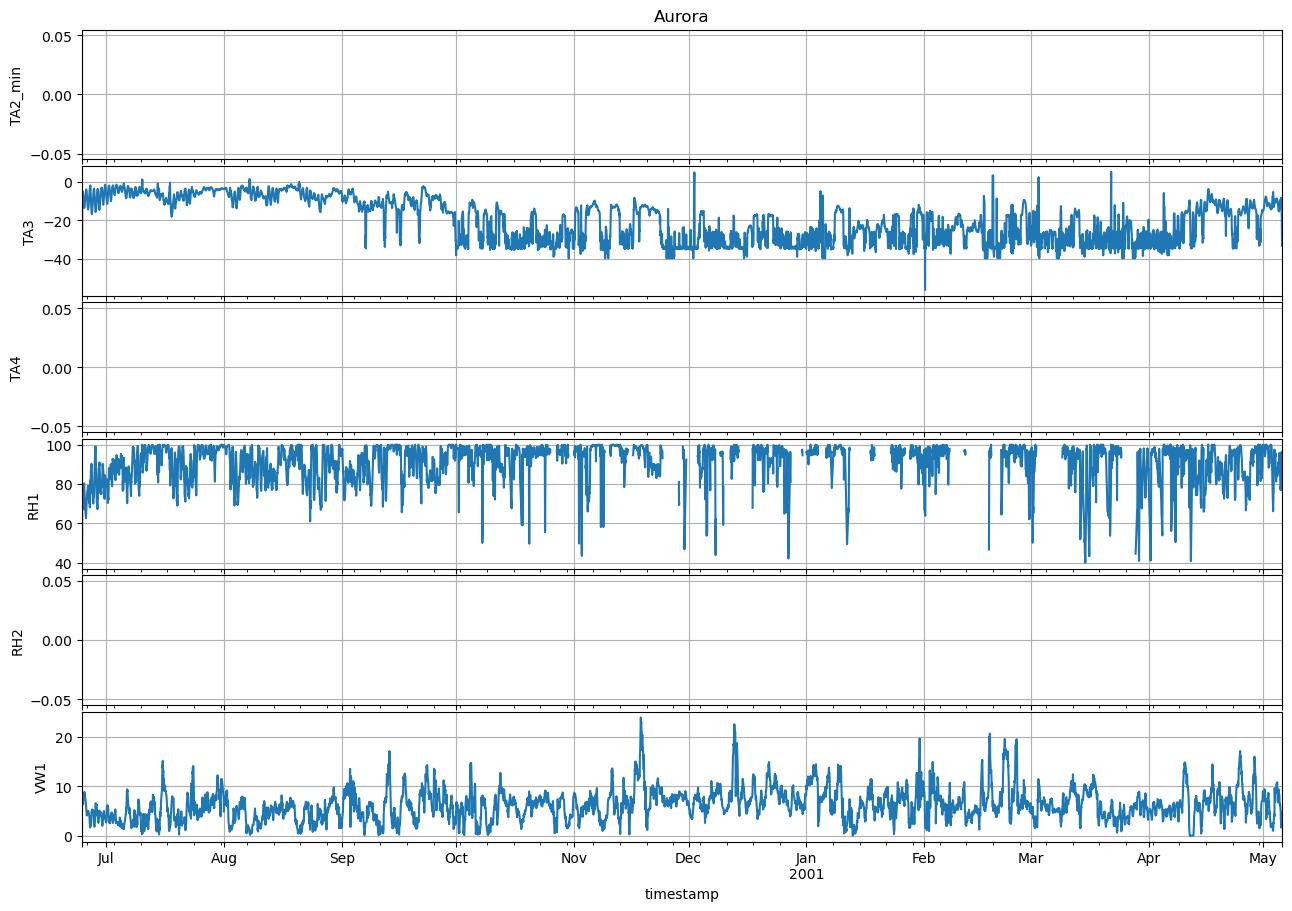 Aurora
TA2_min
0.05
0.00
−0.05
TA3
0
−20
−40
TA4
0.05
0.00
−0.05
RH1
100
80
60
40
RH2
0.05
0.00
−0.05
VW1
20
10
0
Jul Aug Sep Oct Nov Dec Jan Feb Mar Apr May
2001
timestamp